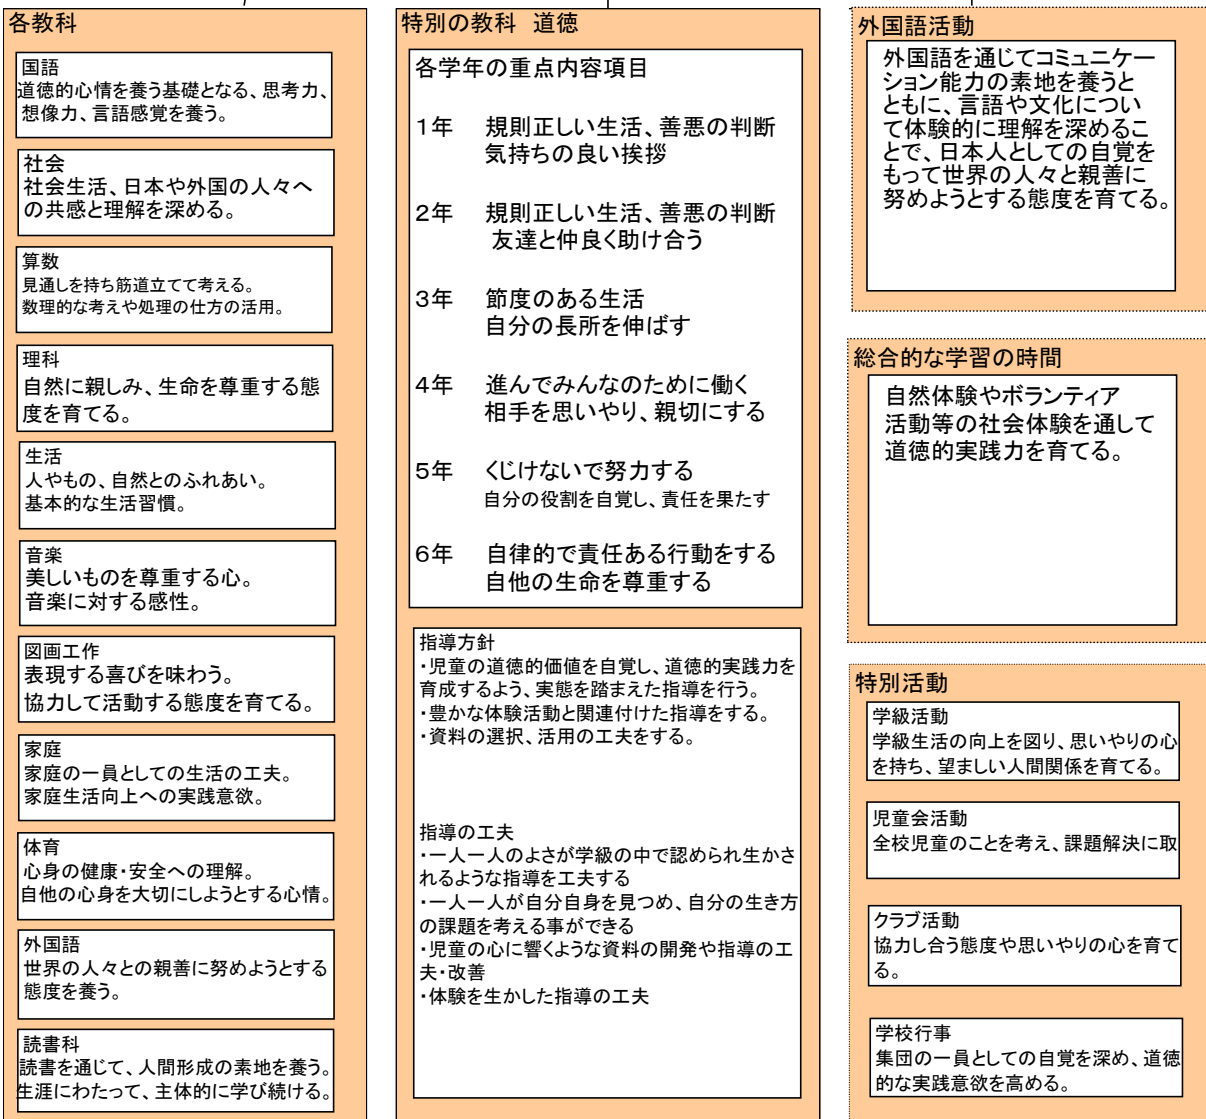 各教科
国語
道徳的心情を養う基礎となる、思考力、
想像力、言語感覚を養う。
社会
社会生活、日本や外国の人々へ
の共感と理解を深める。
算数
見通しを持ち筋道立てて考える。
数理的な考えや処理の仕方の活用。
理科
自然に親しみ、生命を尊重する態
度を育てる。
生活
人やもの、自然とのふれあい。
基本的な生活習慣。
音楽
美しいものを尊重する心。
音楽に対する感性。
図画工作
表現する喜びを味わう。
協力して活動する態度を育てる。
家庭
家庭の一員としての生活の工夫。
家庭生活向上への実践意欲。
体育
心身の健康・安全への理解。
自他の心身を大切にしようとする心情。
外国語
世界の人々との親善に努めようとする
態度を養う。
読書科
読書を通じて、人間形成の素地を養う。
生涯にわたって、主体的に学び続ける。
特別の教科 道徳
各学年の重点内容項目
1年 規則正しい生活、善悪の判断
気持ちの良い挨拶
2年 規則正しい生活、善悪の判断
友達と仲良く助け合う
3年 節度のある生活
自分の長所を伸ばす
4年 進んでみんなのために働く
相手を思いやり、親切にする
5年 くじけないで努力する
自分の役割を自覚し、責任を果たす
6年 自律的で責任ある行動をする
自他の生命を尊重する
指導方針
・児童の道徳的価値を自覚し、道徳的実践力を
育成するよう、実態を踏まえた指導を行う。
・豊かな体験活動と関連付けた指導をする。
・資料の選択、活用の工夫をする。
指導の工夫
・一人一人のよさが学級の中で認められ生かさ
れるような指導を工夫する
・一人一人が自分自身を見つめ、自分の生き方
の課題を考える事ができる
・児童の心に響くような資料の開発や指導の工
夫・改善
・体験を生かした指導の工夫
外国語活動
外国語を通じてコミュニケー
ション能力の素地を養うと
ともに、言語や文化につい
て体験的に理解を深めるこ
とで、日本人としての自覚を
もって世界の人々と親善に
努めようとする態度を育てる。
総合的な学習の時間
自然体験やボランティア
活動等の社会体験を通して
道徳的実践力を育てる。
特別活動
学級活動
学級生活の向上を図り、思いやりの心
を持ち、望ましい人間関係を育てる。
児童会活動
全校児童のことを考え、課題解決に取
クラブ活動
協力し合う態度や思いやりの心を育て
る。
学校行事
集団の一員としての自覚を深め、道徳
的な実践意欲を高める。